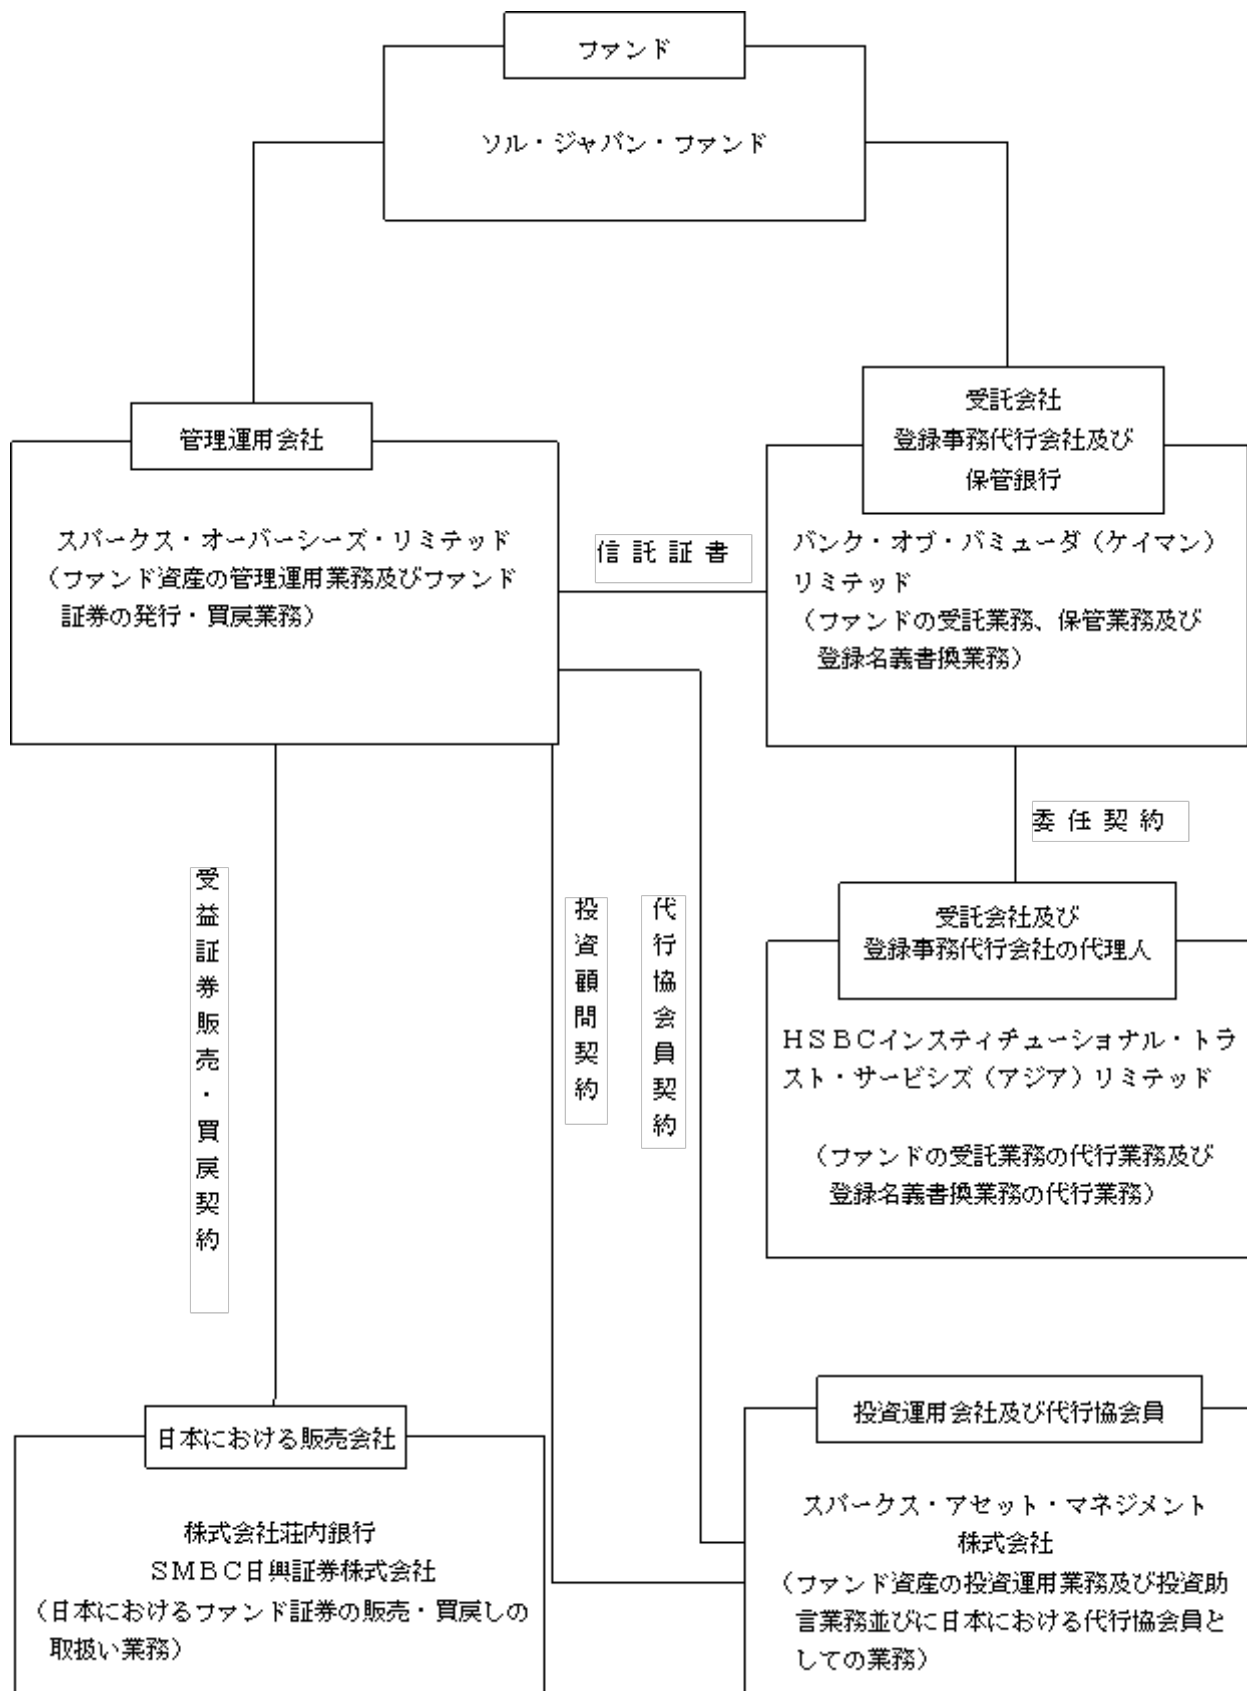 ファンド
ソル・ジャパン・ファンド
管理運用会社
スパークス・オーバーシーズ・リミテッド
（ファンド資産の管理運用業務及びファンド
証券の発行・買戻業務）
信託証書
受託会社
登録事務代行会社及び
保管銀行
バンク・オブ・バミューダ（ケイマン）
リミテッド
（ファンドの受託業務、保管業務及び
登録名義書換業務）
委任契約
受益証券販売・買戻契約
投資顧問契約
代行協会員契約
受託会社及び
登録事務代行会社の代理人
ＨＳＢＣインスティチューショナル・トラ
スト・サービシズ（アジア）リミテッド
（ファンドの受託業務の代行業務及び
登録名義書換業務の代行業務）
日本における販売会社
株式会社荘内銀行
ＳＭＢＣ日興証券株式会社
（日本におけるファンド証券の販売・買戻しの
取扱い業務）
投資運用会社及び代行協会員
スパークス・アセット・マネジメント
株式会社
（ファンド資産の投資運用業務及び投資助
言業務並びに日本における代行協会員と
しての業務）